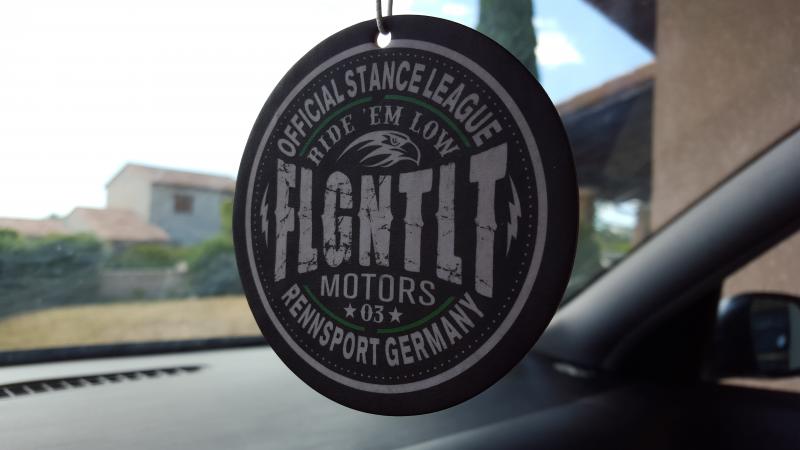 OFFICIAL STANCE LEAGUE
RIDE 'EM LOW
FLCNTLT
MOTORS
★03★
RENNSPORT GERMANY